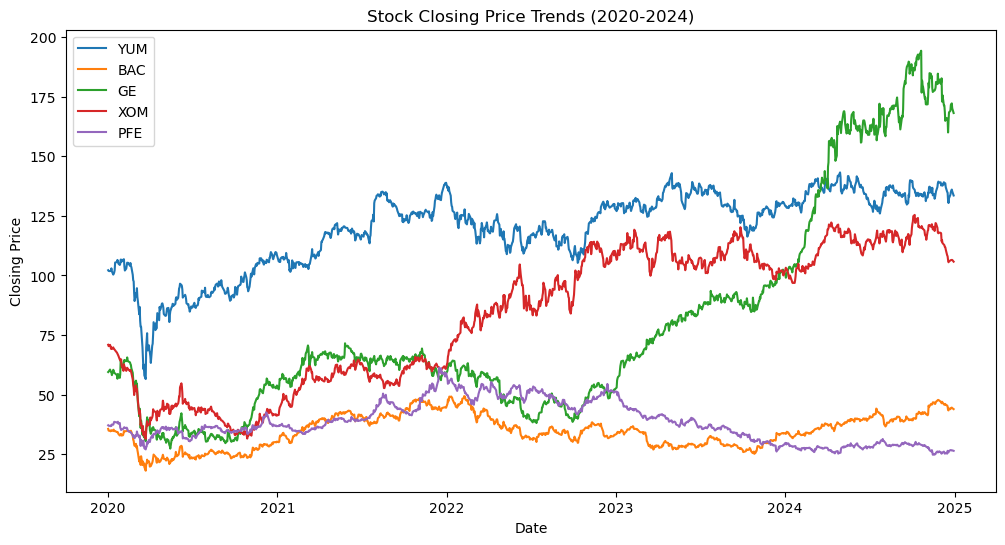 Stock Closing Price Trends (2020-2024)
YUM
BAC
GE
XOM
PFE
Closing Price
200
175
150
125
100
75
50
25
2020
2021
2022
2023
2024
2025
Date